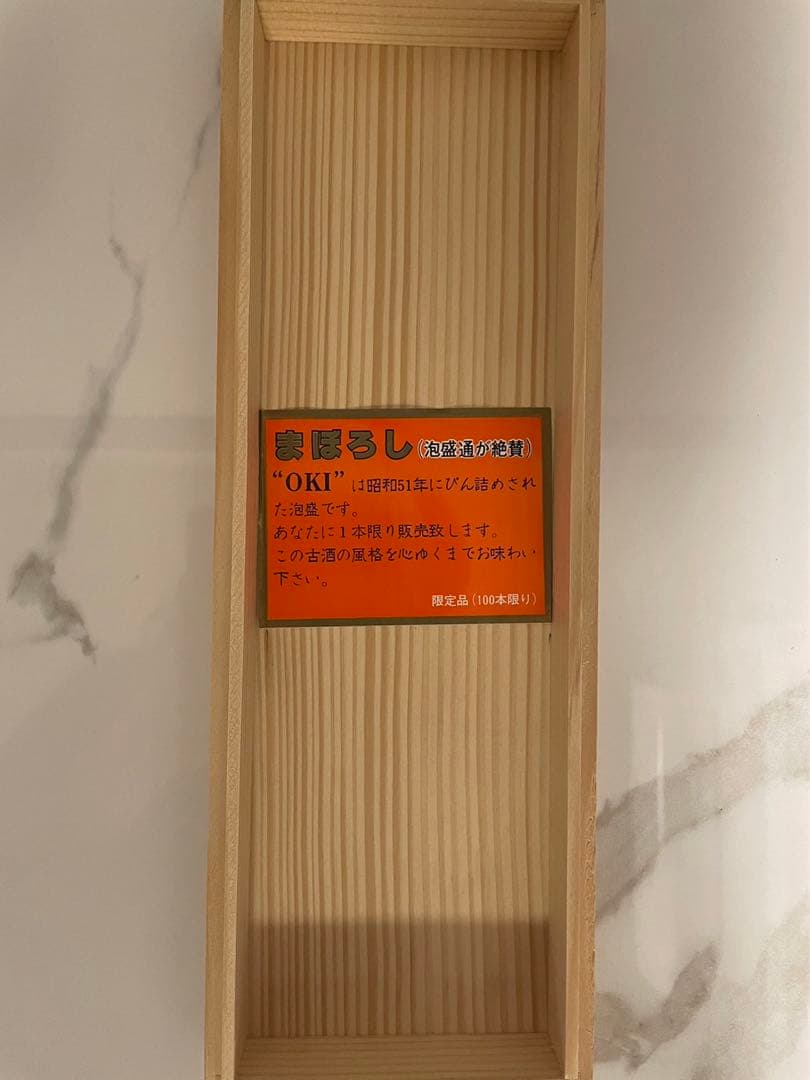 まぼろし(泡盛通が絶賛)
“OKI”は昭和51年にびん詰めされ
た泡盛です。
あなたに1本限り販売致します。
この古酒の風格を心ゆくまでお味わい
下さい。
限定品(100本限り)